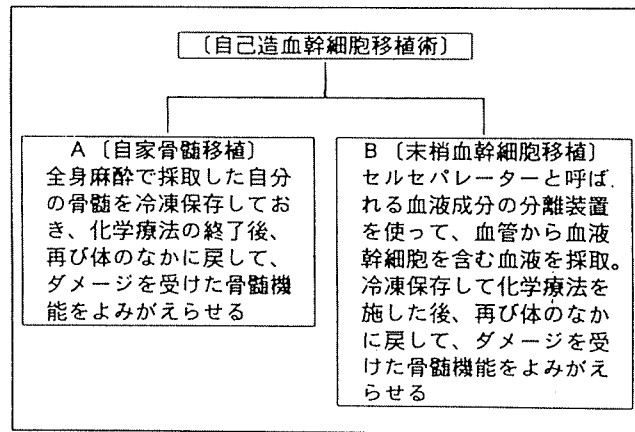 〔自己造血幹細胞移植術〕
A〔自家骨髄移植〕
全身麻酔で採取した自分
の骨髄を冷凍保存してお
き、化学療法の終了後、
再び体のなかに戻して、
ダメージを受けた骨髄機
能をよみがえらせる
B〔末梢血幹細胞移植〕
セルセパレーターと呼ば
れる血液成分の分離装置
を使って、血管から血液
幹細胞を含む血液を採取。
冷凍保存して化学療法を
施した後、再び体のなか
に戻して、ダメージを受
けた骨髄機能をよみがえ
らせる